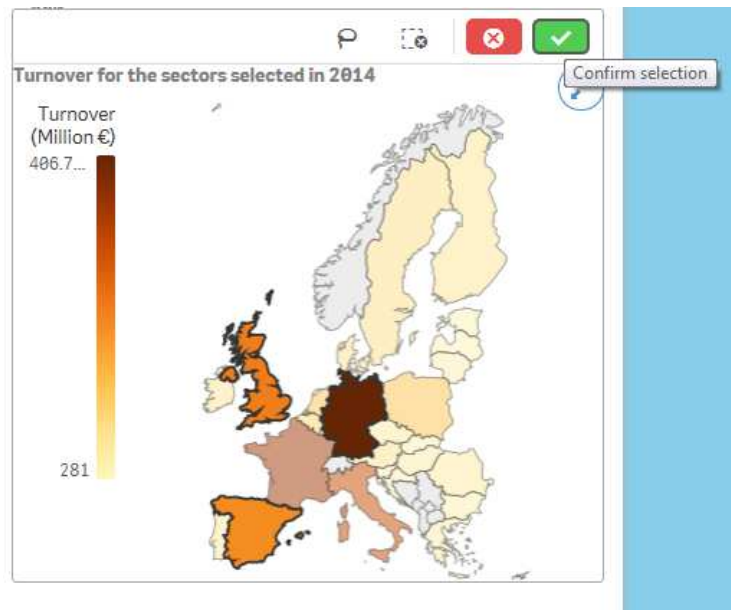 Confirm selection
Turnover for the sectors selected in 2014
Turnover
(Million €)
406.7...
281